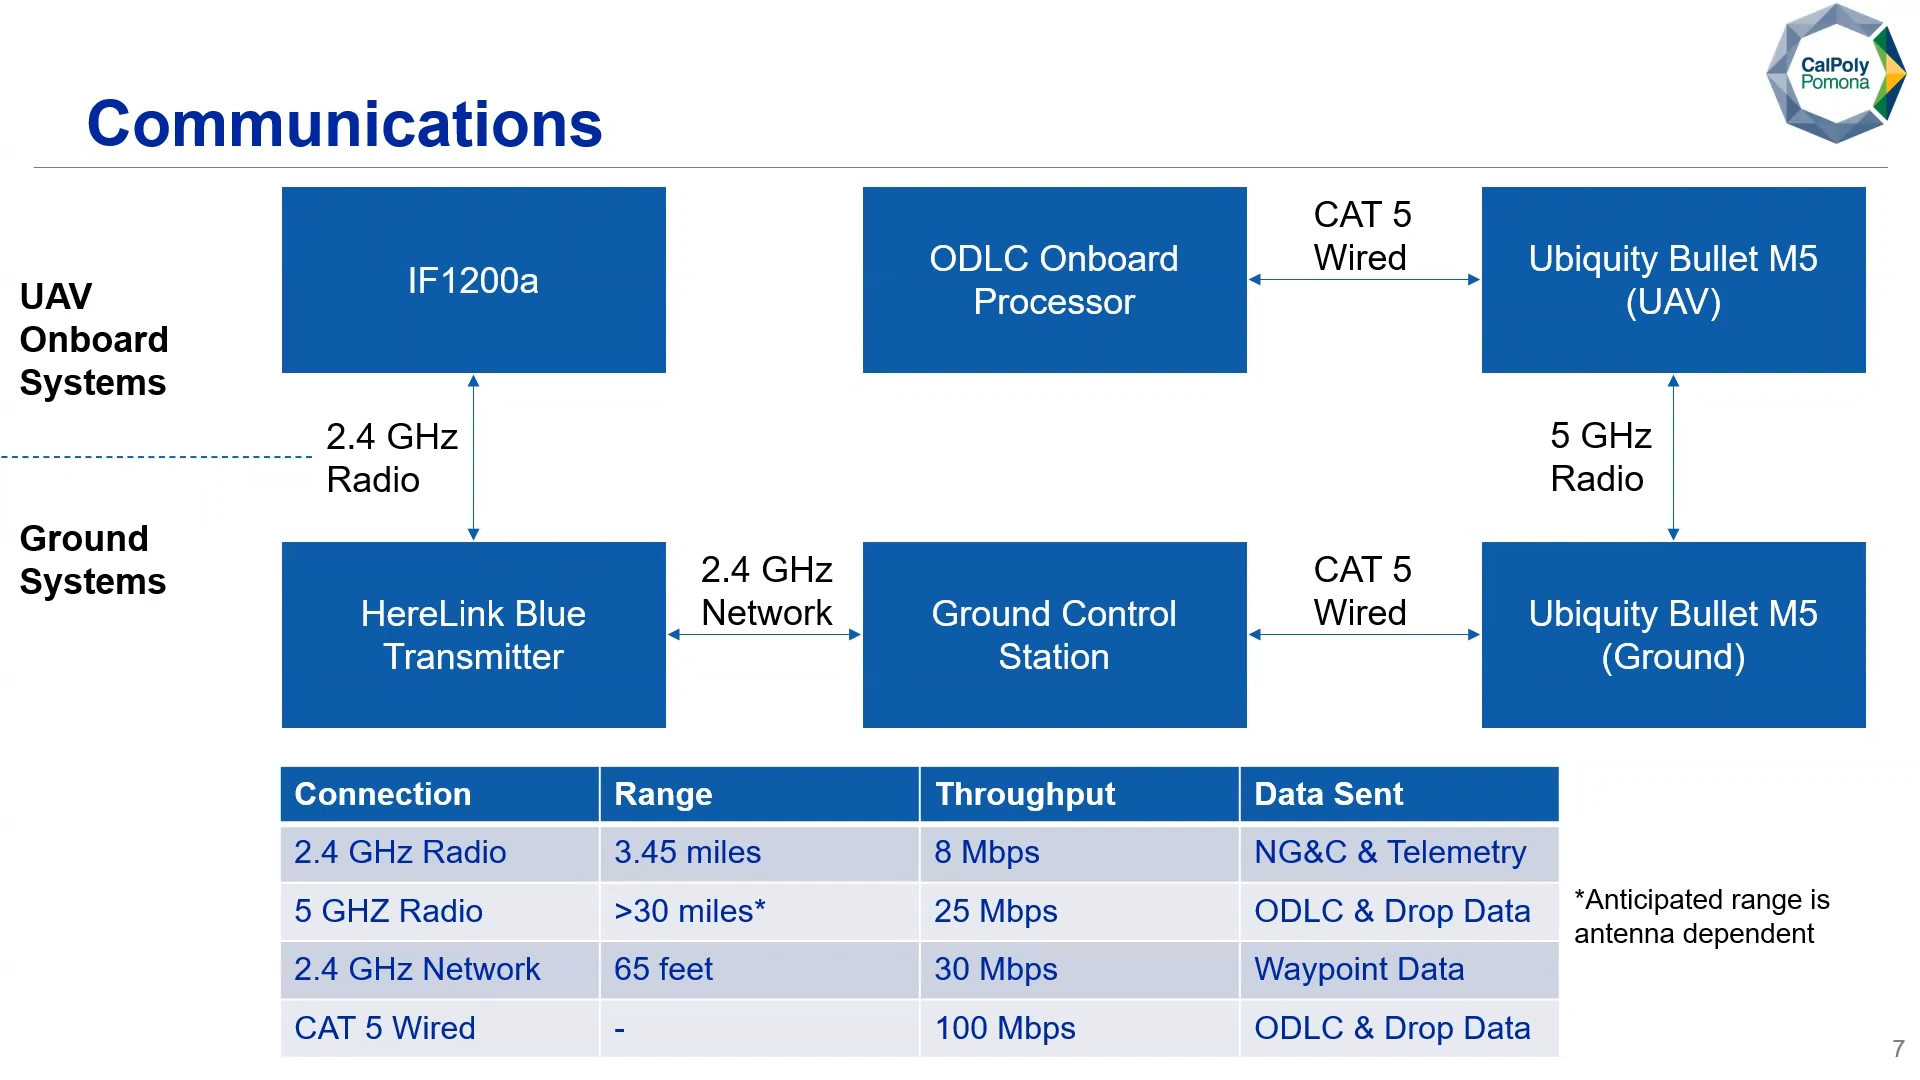 CalPoly
Pomona
Communications
UAV
Onboard
Systems
IF1200a
ODLC Onboard
Processor
CAT 5
Wired
Ubiquity Bullet M5
(UAV)
2.4 GHz
Radio
5 GHz
Radio
Ground
Systems
HereLink Blue
Transmitter
2.4 GHz
Network
Ground Control
Station
CAT 5
Wired
Ubiquity Bullet M5
(Ground)
Connection Range Throughput Data Sent
2.4 GHz Radio 3.45 miles 8 Mbps NG&C & Telemetry
5 GHZ Radio >30 miles* 25 Mbps ODLC & Drop Data
2.4 GHz Network 65 feet 30 Mbps Waypoint Data
CAT 5 Wired - 100 Mbps ODLC & Drop Data
*Anticipated range is
antenna dependent
7